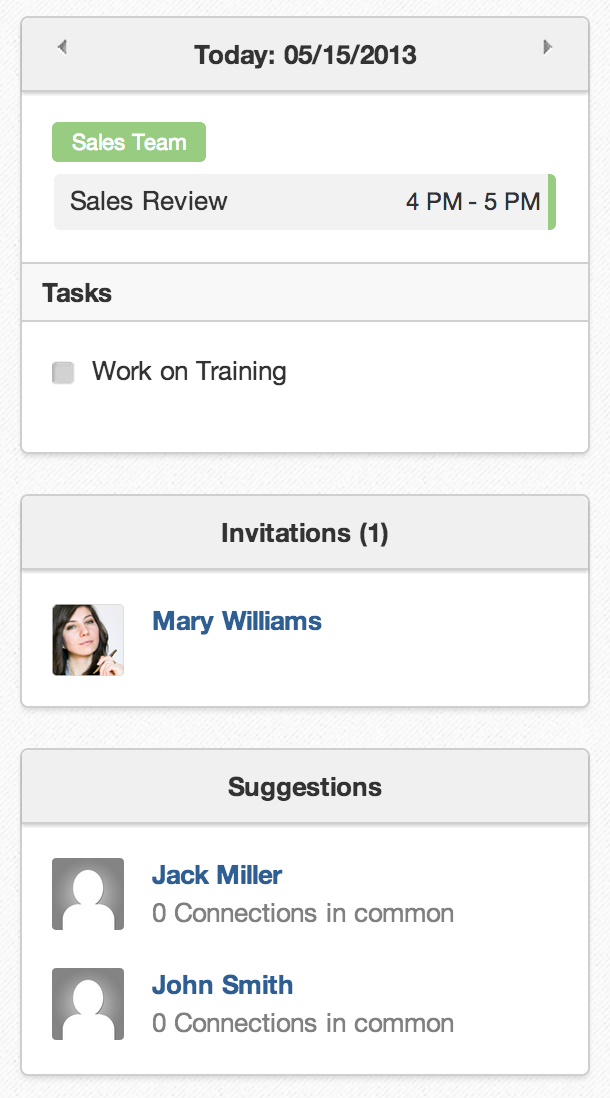 Today: 05/15/2013
Sales Team
Sales Review 4 PM - 5 PM
Tasks
Work on Training
Invitations (1)
Mary Williams
Suggestions
Jack Miller
0 Connections in common
John Smith
0 Connections in common